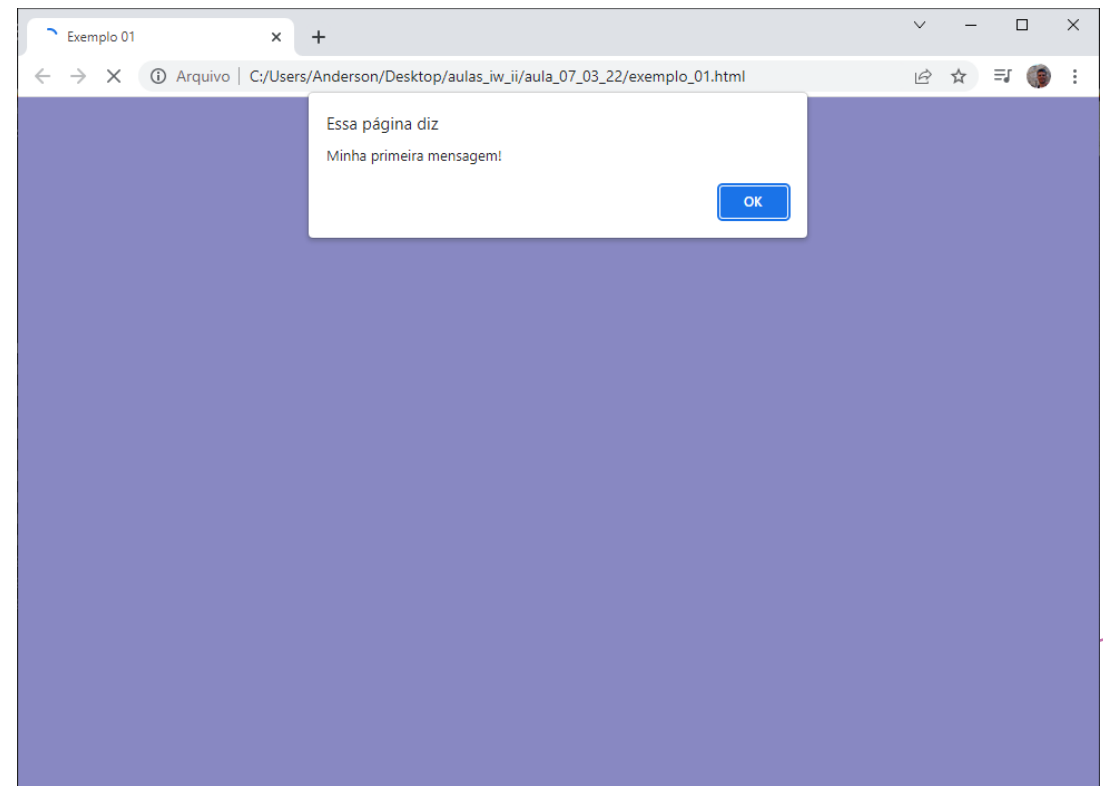 Exemplo 01
Arquivo | C:/Users/Anderson/Desktop/aulas_iw_ii/aula_07_03_22/exemplo_01.html
Essa página diz
Minha primeira mensagem!
OK